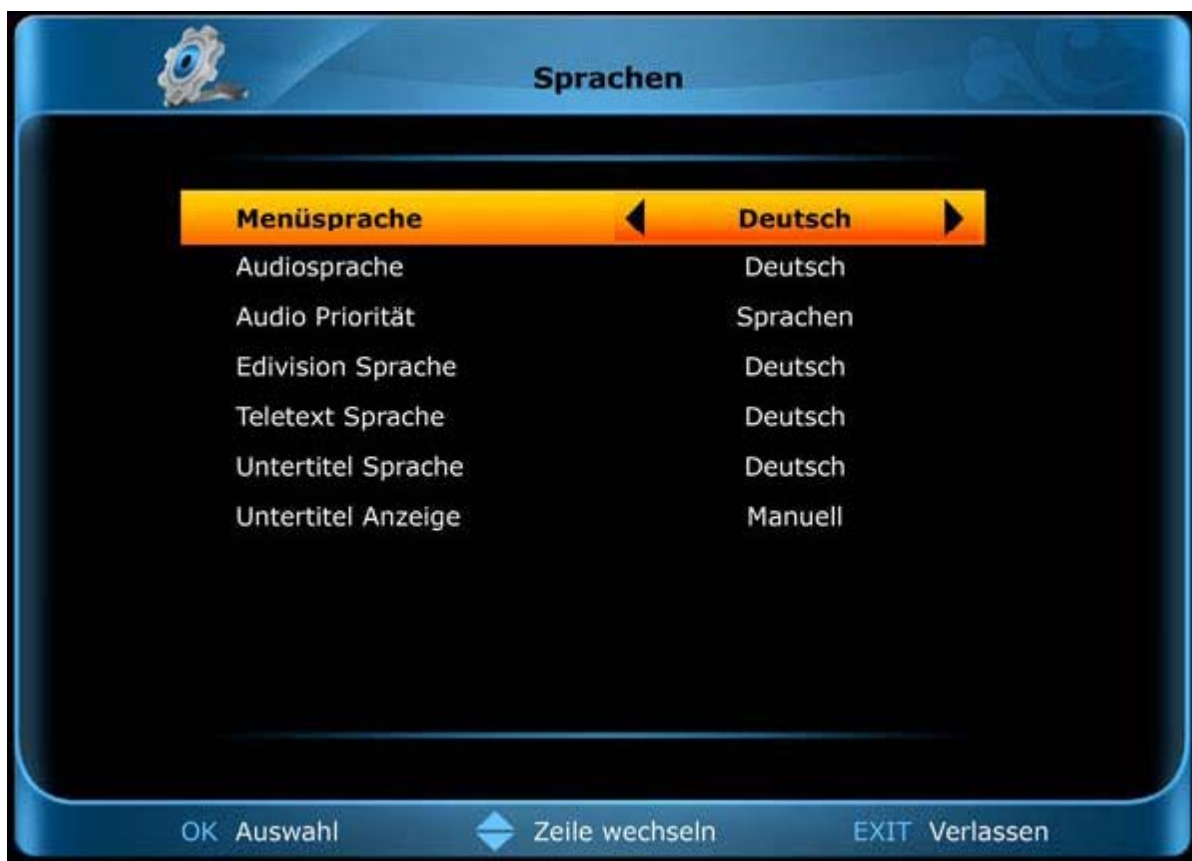 Sprachen
Menüsprache Deutsch
Audiosprache Deutsch
Audio Priorität Sprachen
Edivision Sprache Deutsch
Teletext Sprache Deutsch
Untertitel Sprache Deutsch
Untertitel Anzeige Manuell
OK Auswahl Zeile wechseln EXIT Verlassen